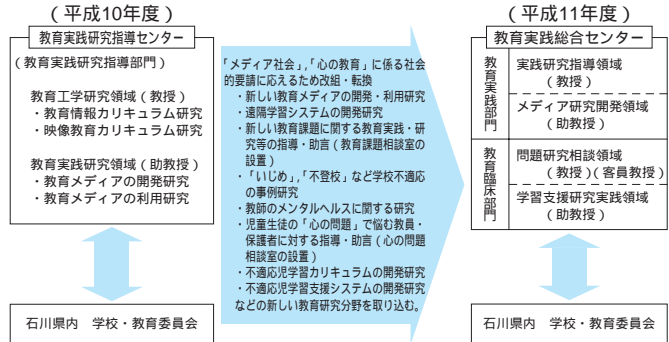 （平成10年度）
教育実践研究指導センター
(教育実践研究指導部門)
教育工学研究領域（教授）
・教育情報カリキュラム研究
・映像教育カリキュラム研究
教育実践研究領域（助教授）
・教育メディアの開発研究
・教育メディアの利用研究
石川県内　学校・教育委員会
「メディア社会」,「心の教育」に係る社会
的要請に応えるため改組・転換
・新しい教育メディアの開発・利用研究
・遠隔学習システムの開発研究
・新しい教育課題に関する教育実践・研
究等の指導・助言（教育課題相談室の
設置）
・「いじめ」,「不登校」など学校不適応
の事例研究
・教師のメンタルヘルスに関する研究
・児童生徒の「心の問題」で悩む教員・
保護者に対する指導・助言（心の問題
相談室の設置）
・不適応児学習カリキュラムの開発研究
・不適応児学習支援システムの開発研究
などの新しい教育研究分野を取り込む。
（平成11年度）
教育実践総合センター
教育実践部門
実践研究指導領域
（教授）
メディア研究開発領域
（助教授）
教育臨床部門
問題研究相談領域
（教授）（客員教授）
学習支援研究実践領域
（助教授）
石川県内　学校・教育委員会